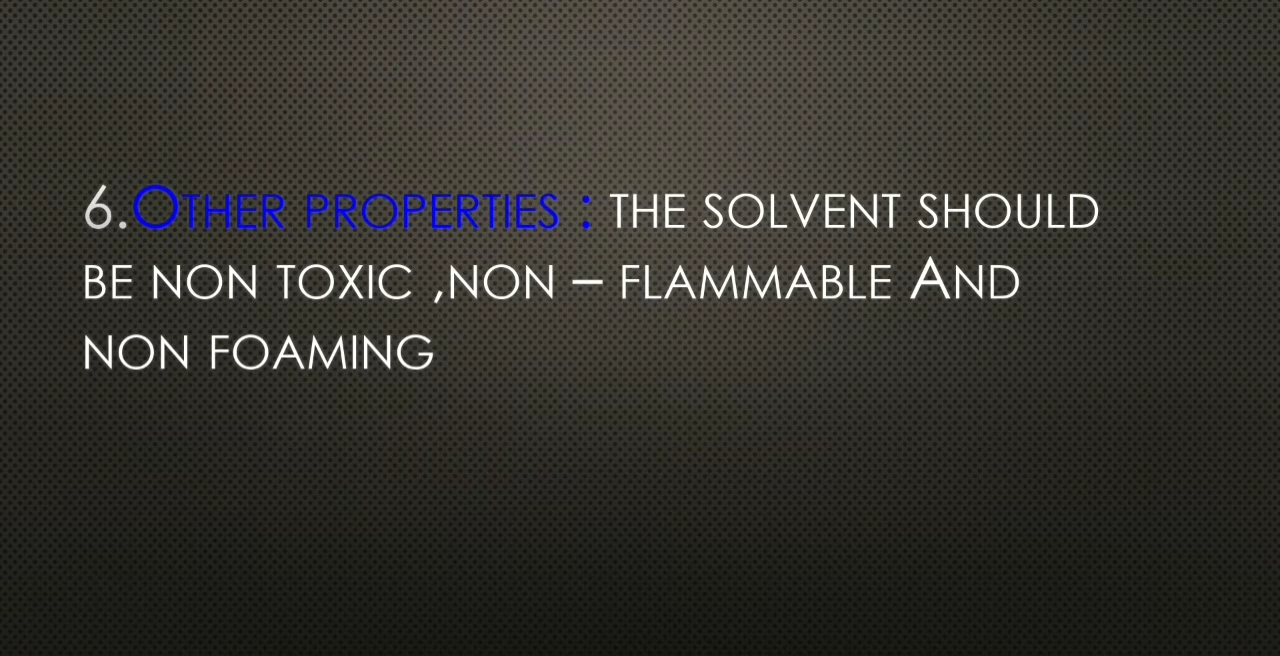 6.Other properties : the solvent should
be non toxic ,non – flammable And
non foaming